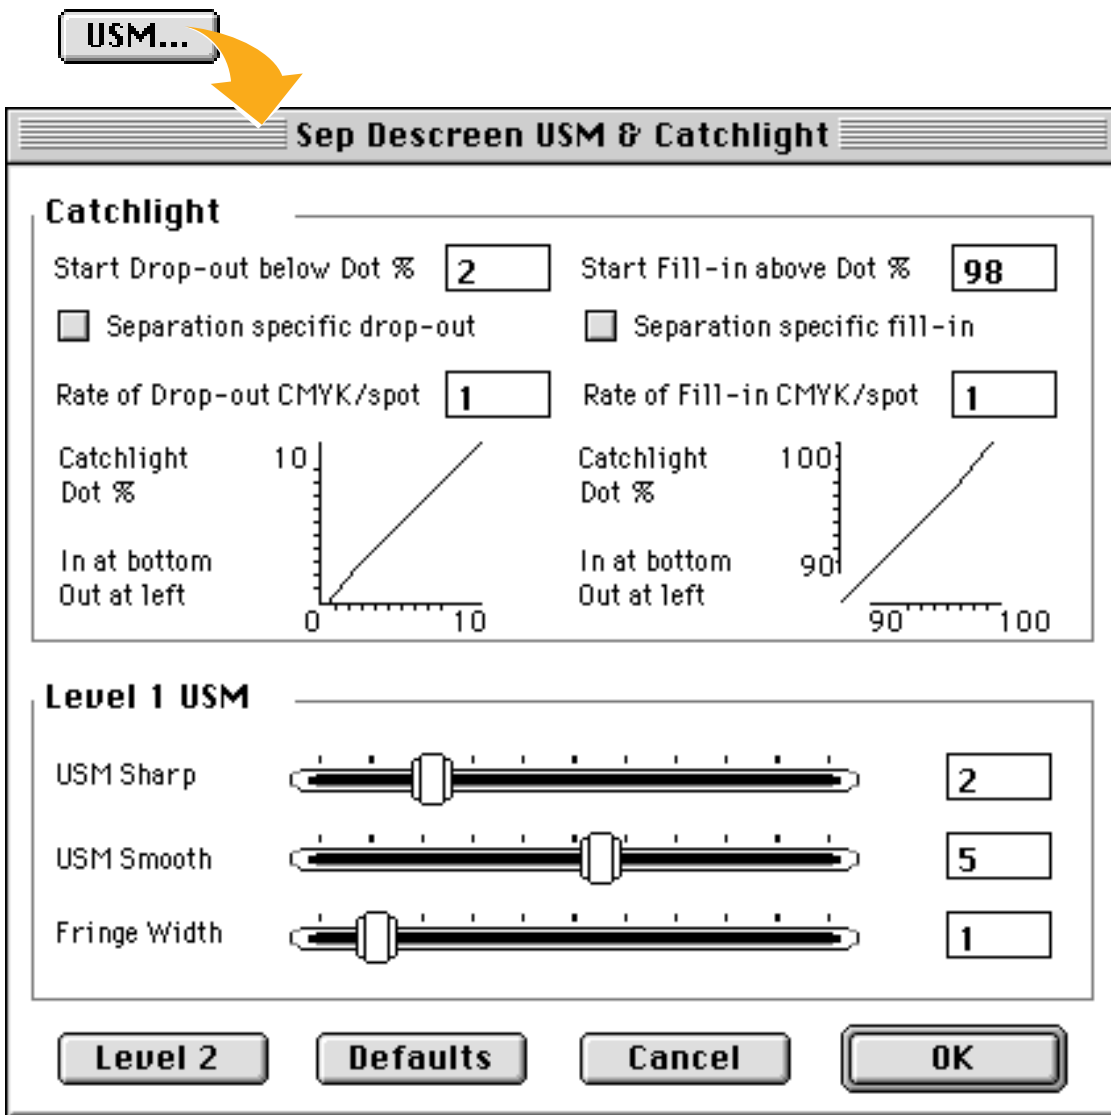 USM...
Sep Descreen USM & Catchlight
Catchlight
Start Drop-out below Dot % 2 Start Fill-in above Dot % 98
Separation specific drop-out Separation specific fill-in
Rate of Drop-out CMYK/spot 1 Rate of Fill-in CMYK/spot 1
Catchlight 10 Catchlight 100
Dot % Dot %
In at bottom In at bottom 90
Out at left Out at left
0 10 90 100
Level 1 USM
USM Sharp 2
USM Smooth 5
Fringe Width 1
Level 2 Defaults Cancel OK